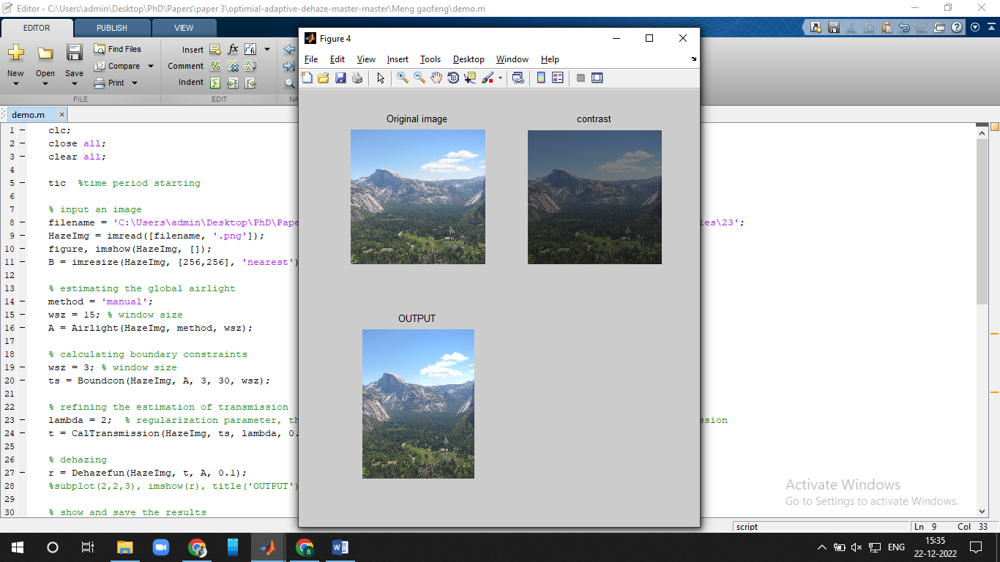 Editor - C:\Users\admin\Desktop\PhD\Papers\paper 3\optimial-adaptive-dehaze-master-master\Meng gaofeng\demo.m
EDITOR PUBLISH VIEW
New Open Save
Find Files
Compare
Print
FILE
Insert
Comment
Indent
EDIT
NA
demo.m
1 clc;
2 close all;
3 clear all;
4
5 tic %time period starting
6
7 % input an image
8 filename = 'C:\Users\admin\Desktop\PhD\Pape les\23';
9 HazeImg = imread([filename, '.png']);
10 figure, imshow(HazeImg, []);
11 B = imresize(HazeImg, [256,256], 'nearest')
12
13 % estimating the global airlight
14 method = 'manual';
15 wsz = 15; % window size
16 A = Airlight(HazeImg, method, wsz);
17
18 % calculating boundary constraints
19 wsz = 3; % window size
20 ts = Boundcon(HazeImg, A, 3, 30, wsz);
21
22 % refining the estimation of transmission
23 lambda = 2; % regularization parameter, th ssion
24 t = CalTransmission(HazeImg, ts, lambda, 0.
25
26 % dehazing
27 r = Dehazefun(HazeImg, t, A, 0.1);
28 %subplot(2,2,3), imshow(r), title('OUTPUT')
29
30 % show and save the results
Figure 4
File Edit View Insert Tools Desktop Window Help
Original image
contrast
OUTPUT
Activate Windows
Go to Settings to activate Windows.
script
Ln 9 Col 33
ENG
15:35
22-12-2022